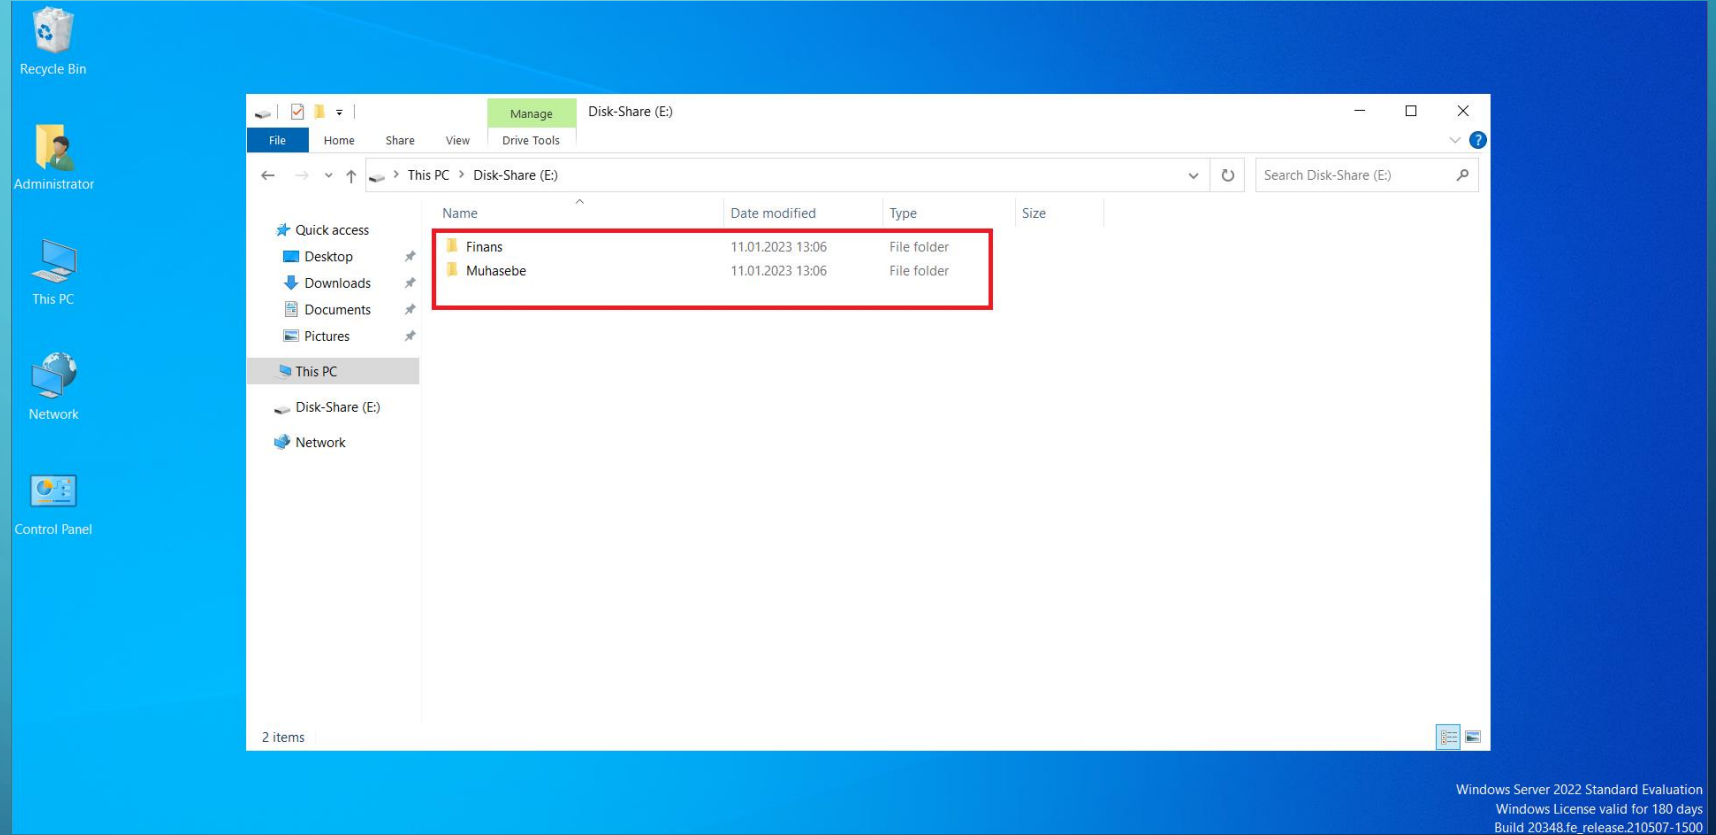 Recycle Bin
Administrator
This PC
Network
Control Panel
Manage
Disk-Share (E:)
File
Home
Share
View
Drive Tools
?
This PC
Disk-Share (E:)
Search Disk-Share (E:)
Quick access
Desktop
Downloads
Documents
Pictures
This PC
Disk-Share (E:)
Network
Name Date modified Type Size
Finans 11.01.2023 13:06 File folder
Muhasebe 11.01.2023 13:06 File folder
2 items
Windows Server 2022 Standard Evaluation
Windows License valid for 180 days
Build 20348.fe_release.210507-1500